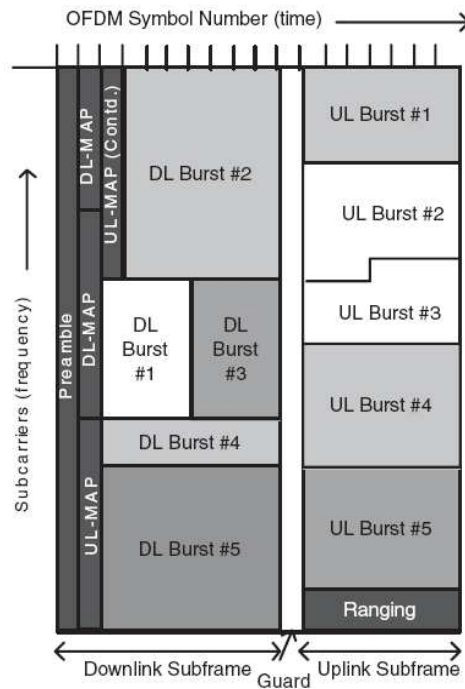 OFDM Symbol Number (time)
Subcarriers (frequency)
Preamble
DL-MAP
DL-MAP
UL-MAP
UL-MAP (Contd.)
DL Burst #2
DL
Burst
#1
DL
Burst
#3
DL Burst #4
DL Burst #5
UL Burst #1
UL Burst #2
UL Burst #3
UL Burst #4
UL Burst #5
Ranging
Downlink Subframe
Guard
Uplink Subframe